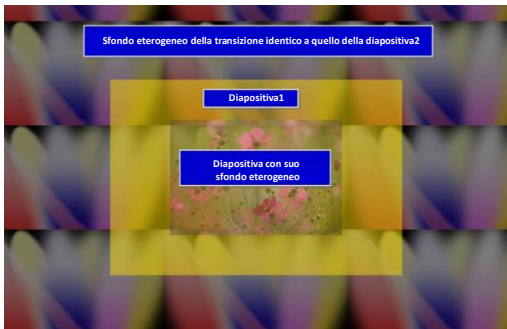 Sfondo eterogeneo della transizione identico a quello della diapositiva2
Diapositiva1
Diapositiva con suo
sfondo eterogeneo